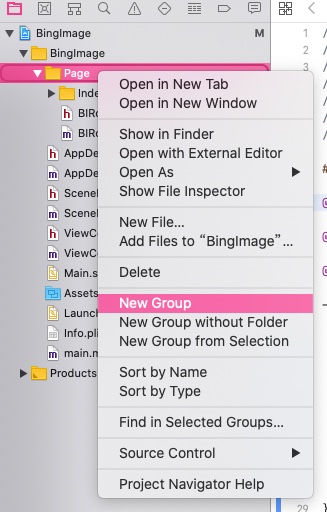 BingImage
M
BingImage
Page
Open in New Tab
Open in New Window
Show in Finder
Open with External Editor
Open As
Show File Inspector
New File...
Add Files to “BingImage”...
Delete
New Group
New Group without Folder
New Group from Selection
Sort by Name
Sort by Type
Find in Selected Groups...
Source Control
Project Navigator Help
Inde
h BIRo
m BIRo
h AppDe
m AppDe
h SceneI
m SceneI
h ViewC
m ViewC
Main.s
Assets
Launc
Info.pli
m main.m
Products
1
2
3
29